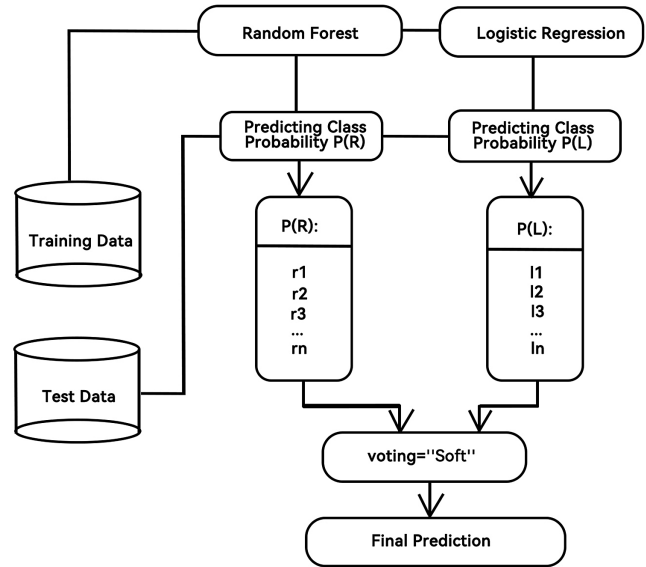 Random Forest
Logistic Regression
Predicting Class
Probability P(R)
Predicting Class
Probability P(L)
Training Data
P(R):
r1
r2
r3
...
rn
P(L):
l1
l2
l3
...
ln
Test Data
voting="Soft"
Final Prediction